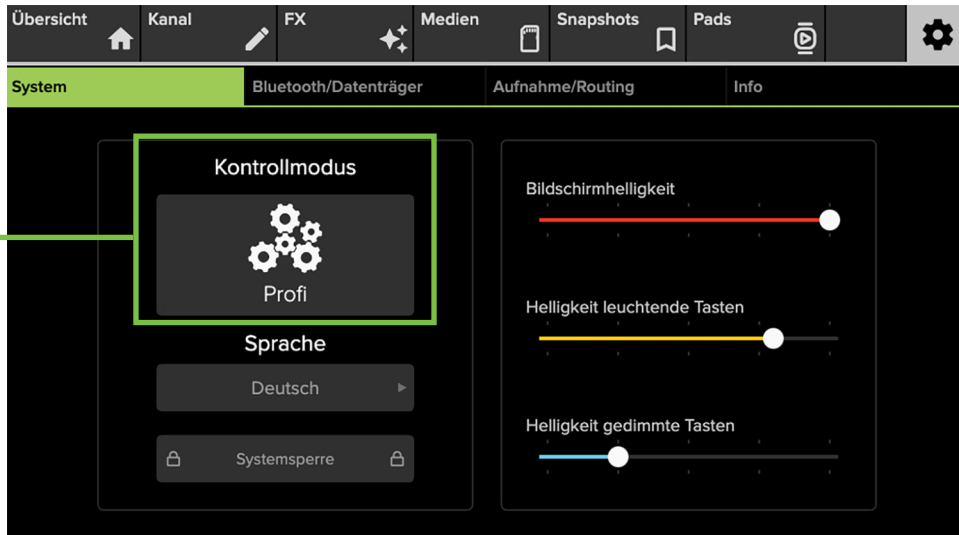 Übersicht
Kanal
FX
Medien
Snapshots
Pads
System
Bluetooth/Datenträger
Aufnahme/Routing
Info
Kontrollmodus
Profi
Sprache
Deutsch
Systemsperre
Bildschirmhelligkeit
Helligkeit leuchtende Tasten
Helligkeit gedimmte Tasten